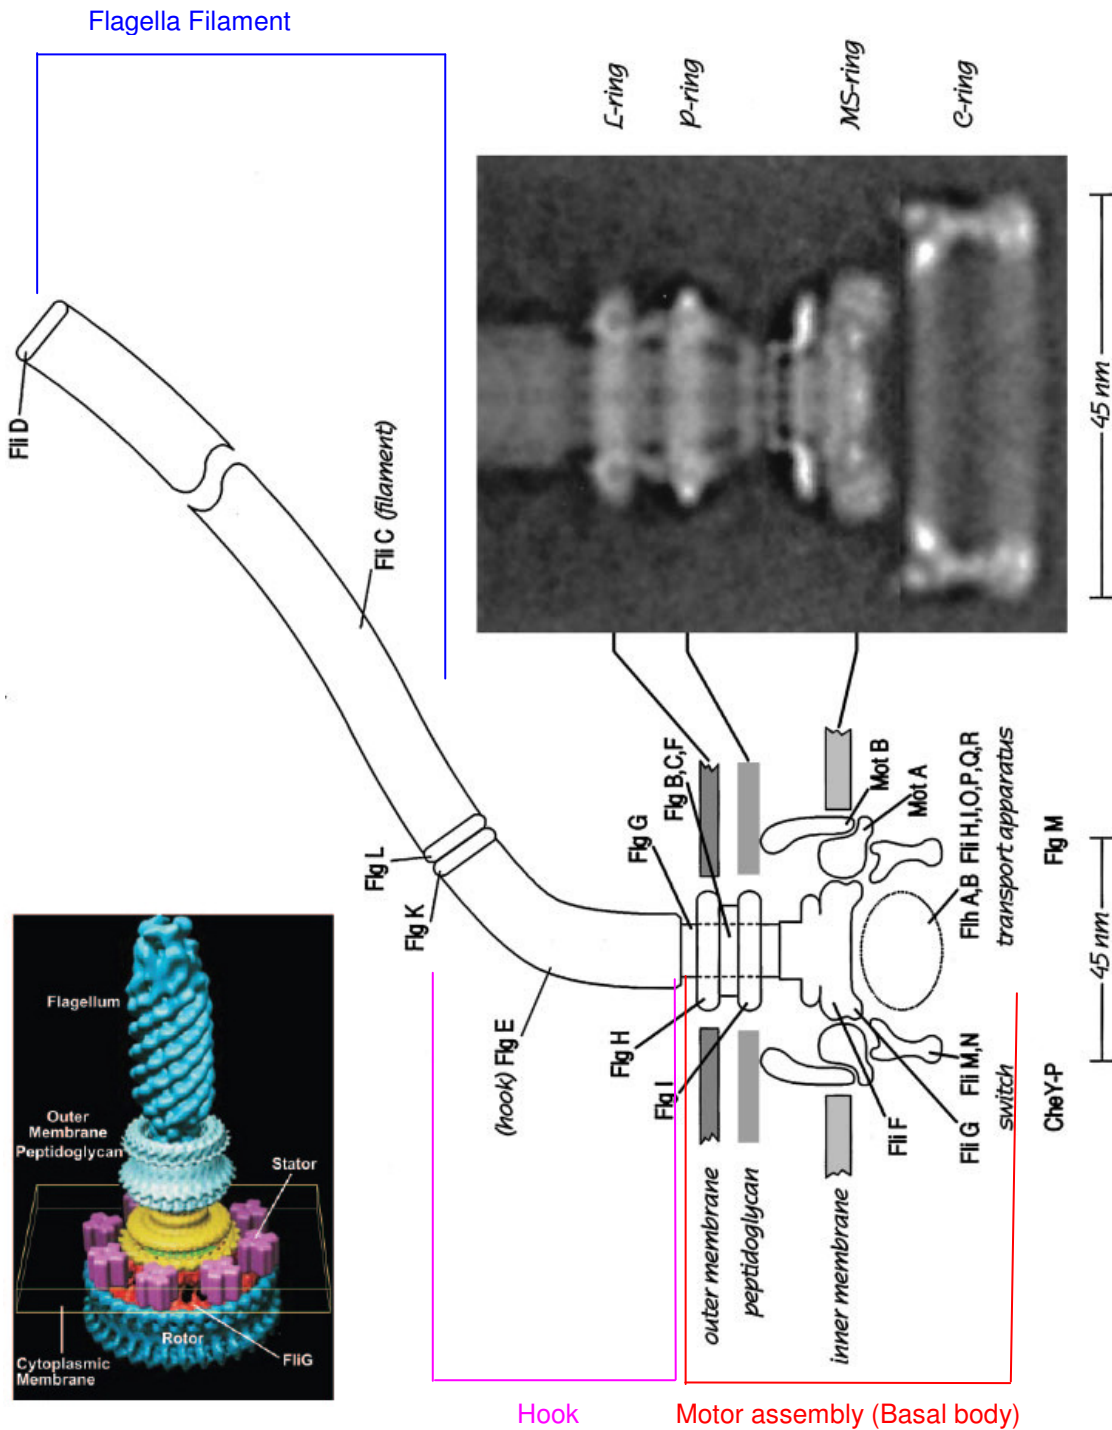 Flagella Filament
L-ring
P-ring
MS-ring
C-ring
45 nm
Fli D
Fli C (filament)
Flg L
Flg K
(hook) Flg E
Flg G
Flg B,C,F
Flg H
Flg I
Mot B
Mot A
Flh A,B Fli H,I,O,P,Q,R
transport apparatus
Flg M
45 nm
Fli F
Fli G
Fli M,N
switch
CheY-P
outer membrane
peptidoglycan
inner membrane
Flagellum
Outer
Membrane
Peptidoglycan
Stator
Rotor
FliG
Cytoplasmic
Membrane
Hook
Motor assembly (Basal body)